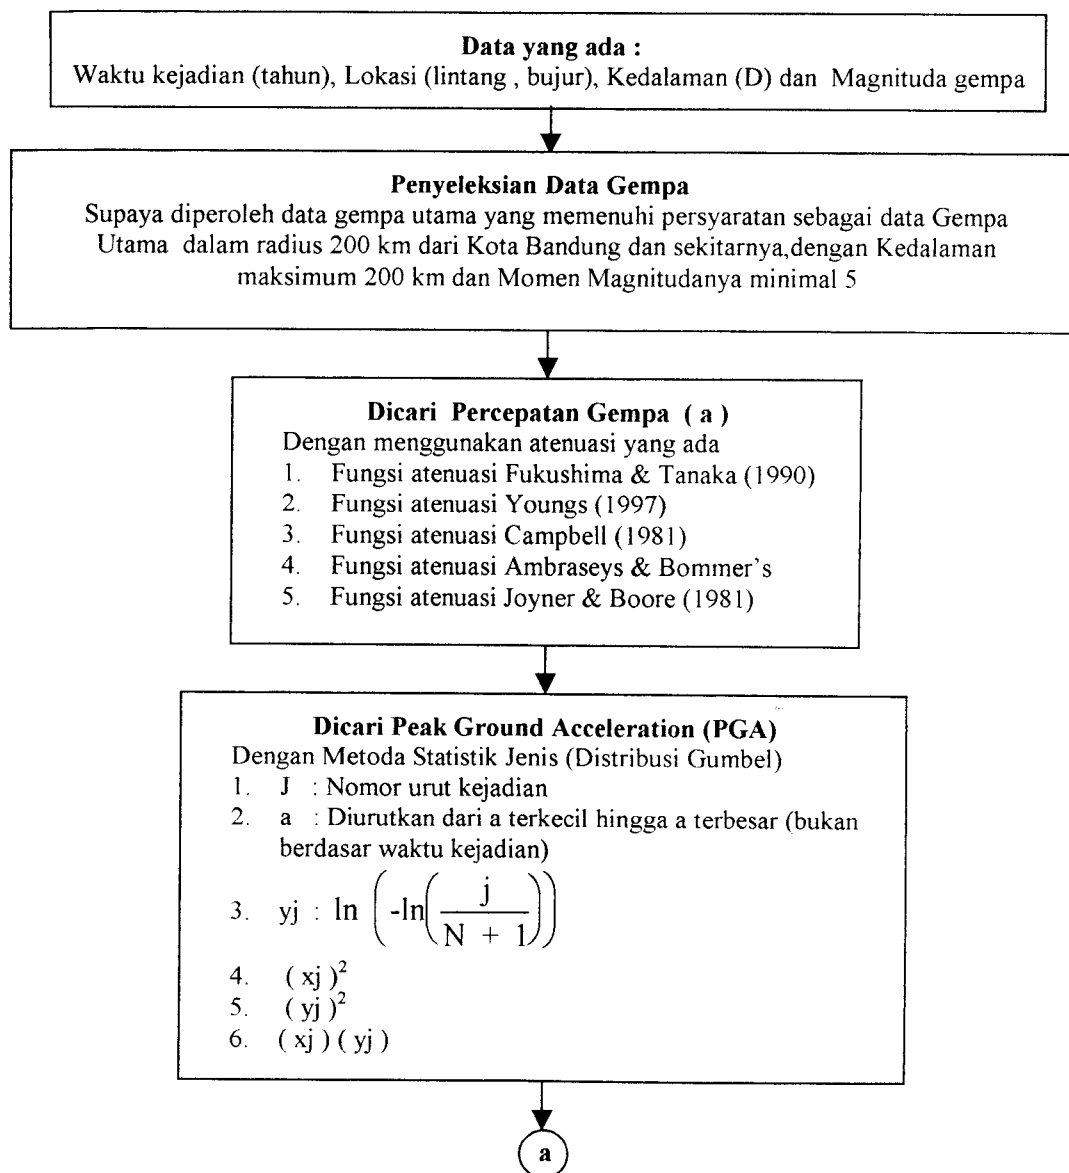 Data yang ada :
Waktu kejadian (tahun), Lokasi (lintang , bujur), Kedalaman (D) dan Magnituda gempa
Penyeleksian Data Gempa
Supaya diperoleh data gempa utama yang memenuhi persyaratan sebagai data Gempa
Utama dalam radius 200 km dari Kota Bandung dan sekitarnya,dengan Kedalaman
maksimum 200 km dan Momen Magnitudanya minimal 5
Dicari Percepatan Gempa ( a )
Dengan menggunakan atenuasi yang ada
1. Fungsi atenuasi Fukushima & Tanaka (1990)
2. Fungsi atenuasi Youngs (1997)
3. Fungsi atenuasi Campbell (1981)
4. Fungsi atenuasi Ambraseys & Bommer's
5. Fungsi atenuasi Joyner & Boore (1981)
Dicari Peak Ground Acceleration (PGA)
Dengan Metoda Statistik Jenis (Distribusi Gumbel)
1. J : Nomor urut kejadian
2. a : Diurutkan dari a terkecil hingga a terbesar (bukan
berdasar waktu kejadian)
3. yj : ln (-ln(j / (N + 1)))
4. ( xj )²
5. ( yj )²
6. ( xj ) ( yj )
a